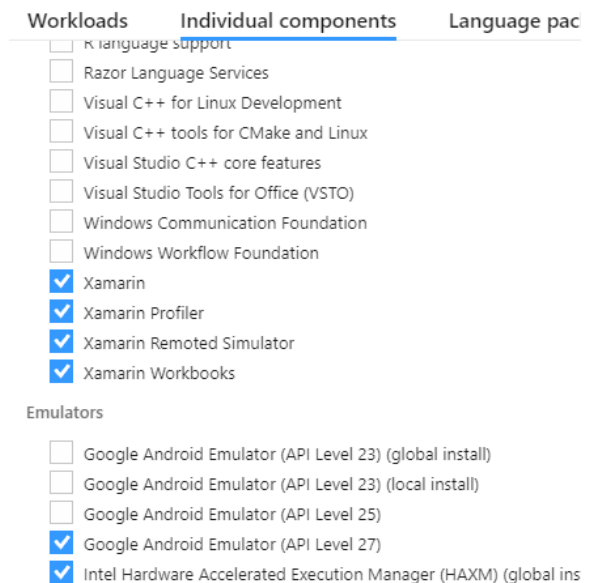 Workloads Individual components Language pac
R language support
Razor Language Services
Visual C++ for Linux Development
Visual C++ tools for CMake and Linux
Visual Studio C++ core features
Visual Studio Tools for Office (VSTO)
Windows Communication Foundation
Windows Workflow Foundation
Xamarin
Xamarin Profiler
Xamarin Remoted Simulator
Xamarin Workbooks
Emulators
Google Android Emulator (API Level 23) (global install)
Google Android Emulator (API Level 23) (local install)
Google Android Emulator (API Level 25)
Google Android Emulator (API Level 27)
Intel Hardware Accelerated Execution Manager (HAXM) (global ins